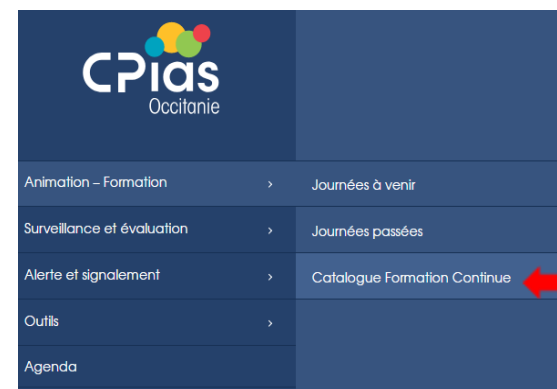 CPias
Occitanie
Animation – Formation ›
Journées à venir
Surveillance et évaluation ›
Journées passées
Alerte et signalement ›
Catalogue Formation Continue
Outils ›
Agenda